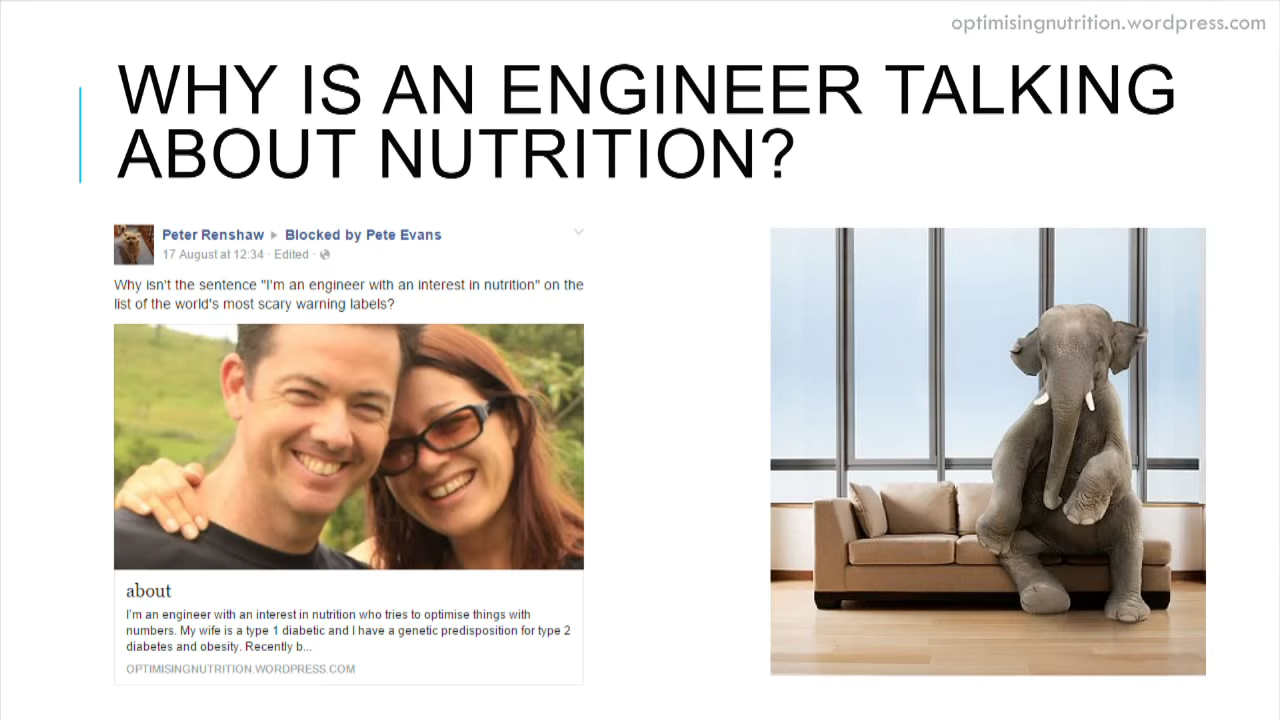 optimisingnutrition.wordpress.com
WHY IS AN ENGINEER TALKING
ABOUT NUTRITION?
Peter Renshaw ▸ Blocked by Pete Evans
17 August at 12:34 · Edited ·
Why isn't the sentence "I'm an engineer with an interest in nutrition" on the
list of the world's most scary warning labels?
about
I'm an engineer with an interest in nutrition who tries to optimise things with
numbers. My wife is a type 1 diabetic and I have a genetic predisposition for type 2
diabetes and obesity. Recently b...
OPTIMISINGNUTRITION.WORDPRESS.COM